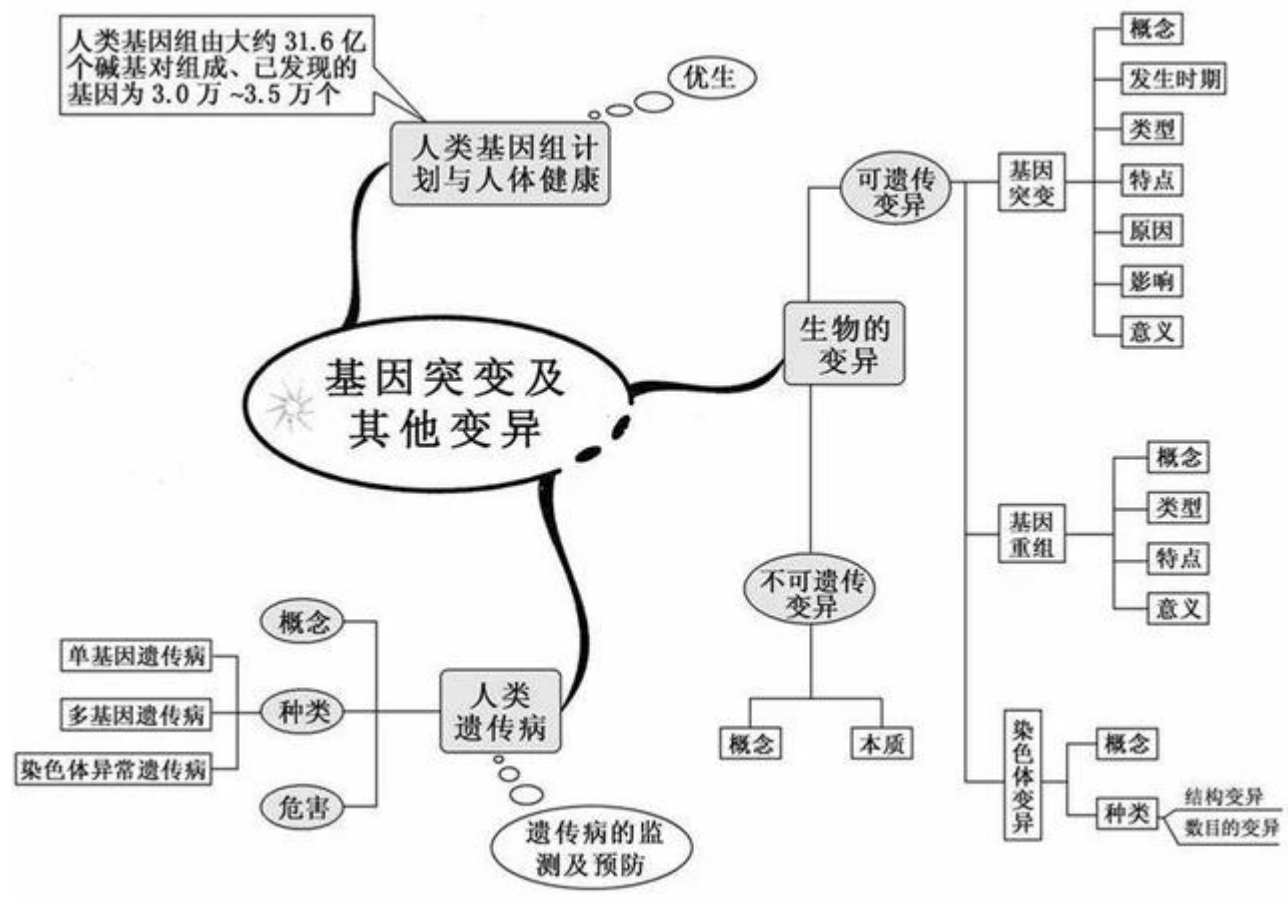 人类基因组由大约 31.6 亿
个碱基对组成、已发现的
基因为 3.0 万 ~3.5 万个
优生
人类基因组计
划与人体健康
基因突变及
其他变异
生物的
变异
可遗传
变异
基因
突变
概念
发生时期
类型
特点
原因
影响
意义
基因
重组
概念
类型
特点
意义
染色体变异
概念
种类
结构变异
数目的变异
不可遗传
变异
概念
本质
人类
遗传病
概念
种类
危害
单基因遗传病
多基因遗传病
染色体异常遗传病
遗传病的监
测及预防